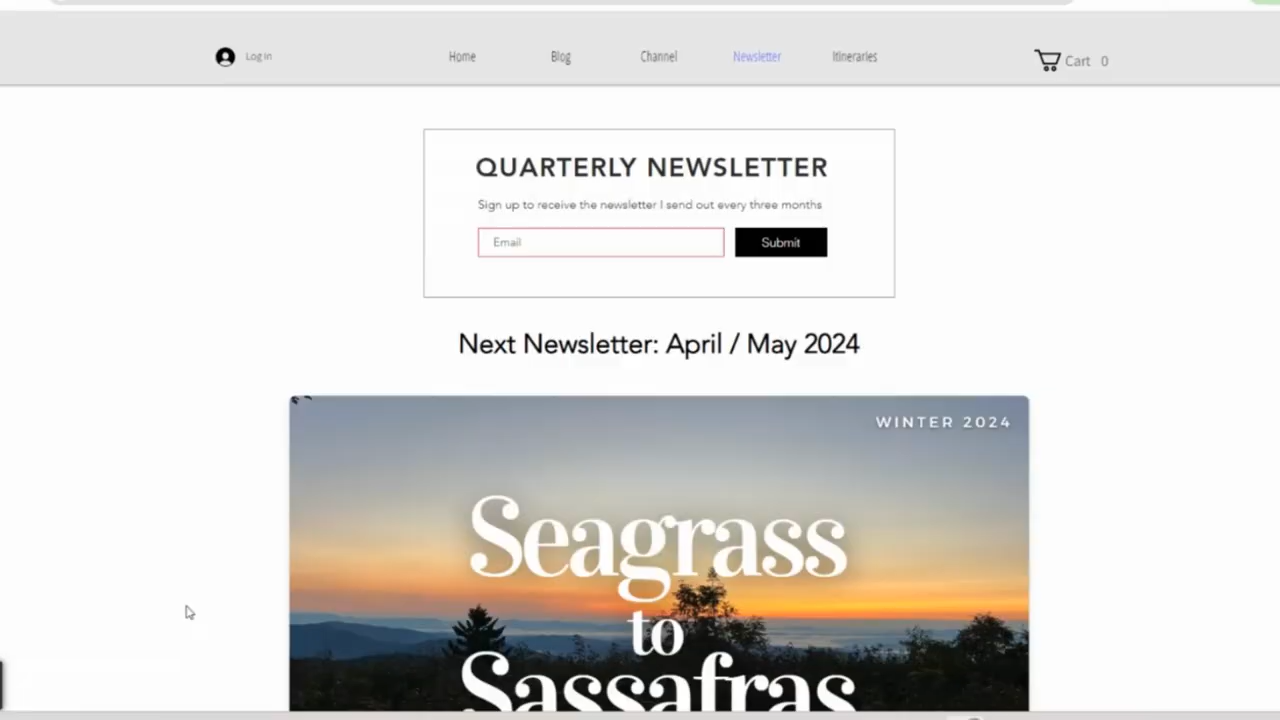 Log In
Home
Blog
Channel
Newsletter
Itineraries
Cart 0
QUARTERLY NEWSLETTER
Sign up to receive the newsletter I send out every three months
Email
Submit
Next Newsletter: April / May 2024
WINTER 2024
Seagrass
to
Sassafras